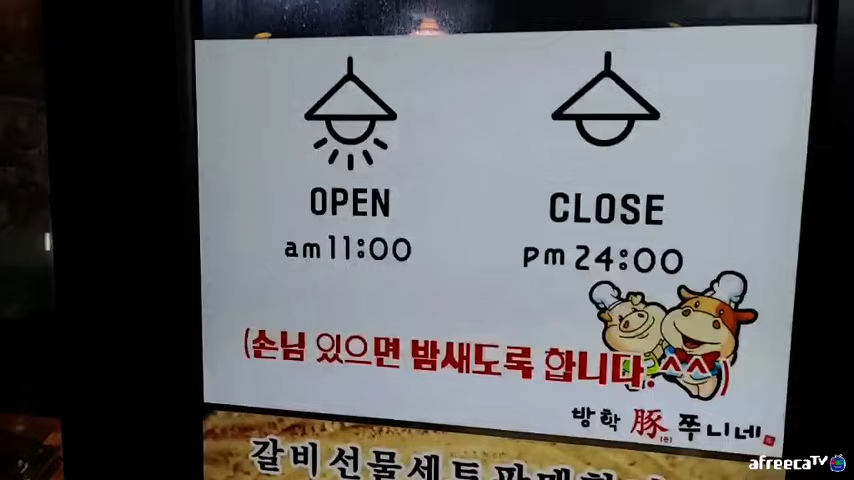 OPEN
am 11:00
CLOSE
pm 24:00
(손님 있으면 밤새도록 합니다.^^)
방학 豚 쭈니네
(돈)
갈비선물세트판매
afreecaTV